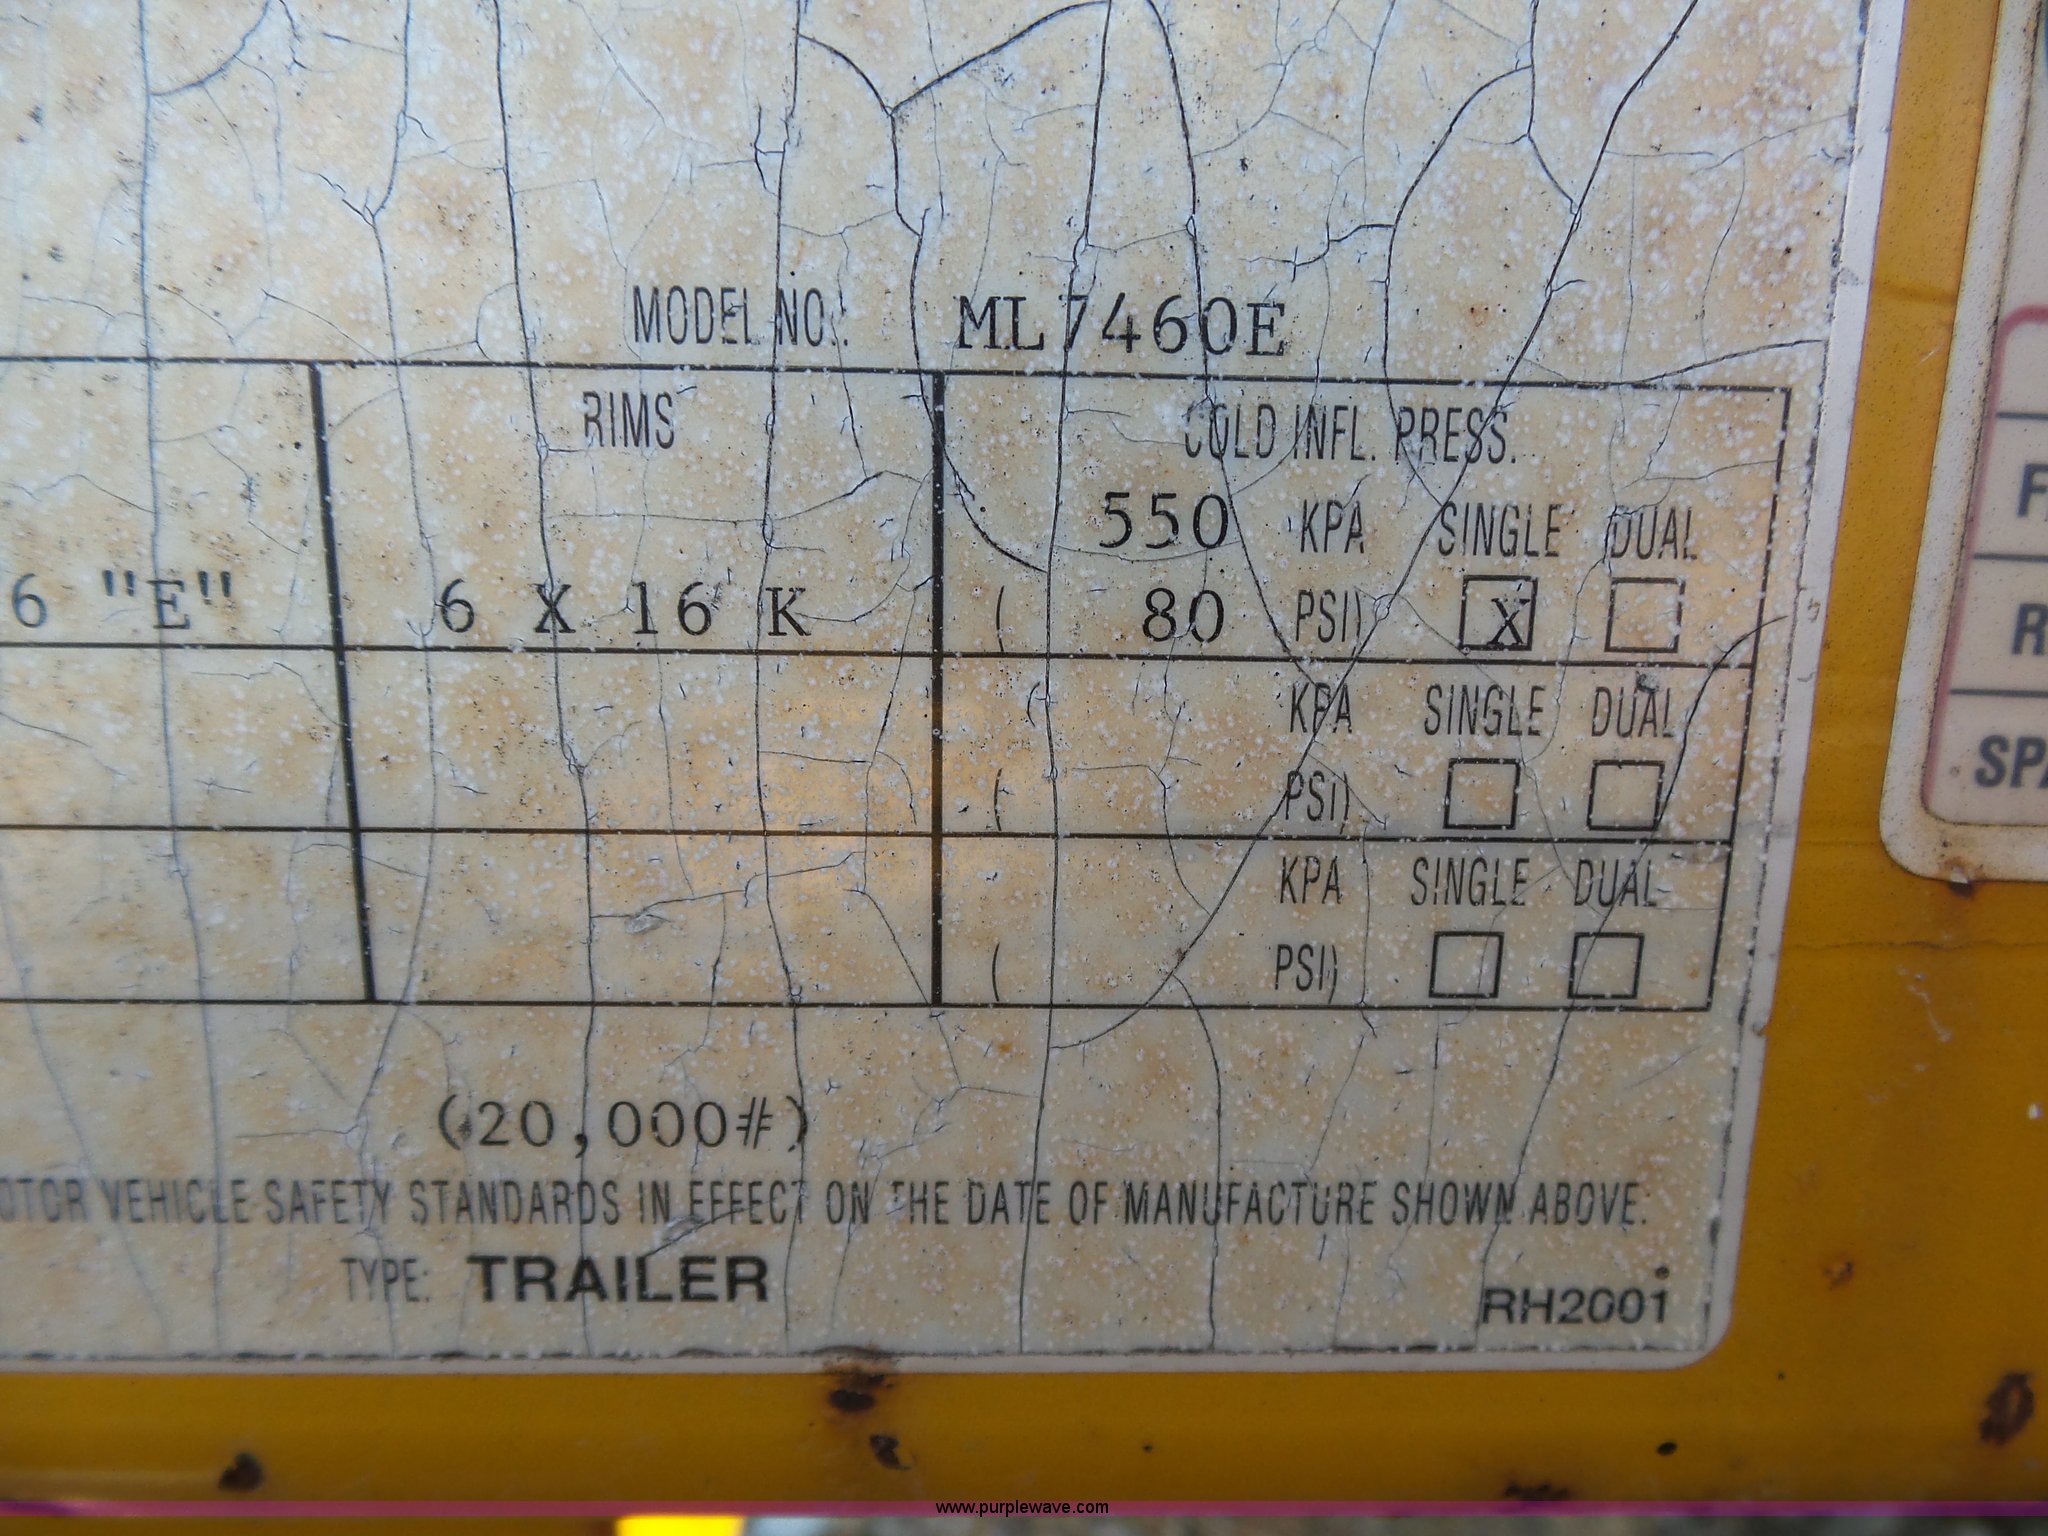 MODEL NO.: ML7460E
RIMS COLD INFL. PRESS.
550 KPA SINGLE DUAL
6 "E" 6 X 16 K ( 80 PSI) X
KPA SINGLE DUAL
( PSI)
KPA SINGLE DUAL
( PSI)
(20,000#)
OTOR VEHICLE SAFETY STANDARDS IN EFFECT ON THE DATE OF MANUFACTURE SHOWN ABOVE.
TYPE: TRAILER
RH2001
F
R
SPA
www.purplewave.com